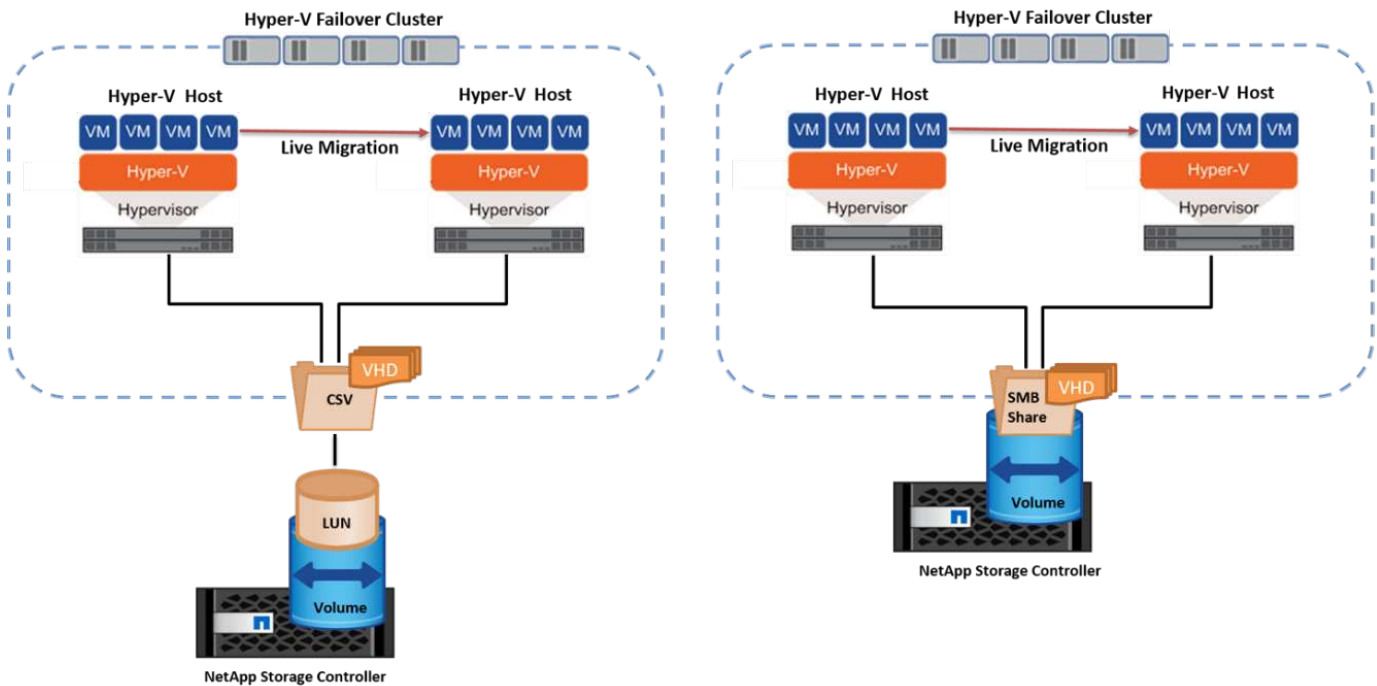 Hyper-V Failover Cluster
Hyper-V Host
Hyper-V Host
VM VM VM VM
VM VM VM VM
Live Migration
Hyper-V
Hyper-V
Hypervisor
Hypervisor
VHD
CSV
LUN
Volume
NetApp Storage Controller
Hyper-V Failover Cluster
Hyper-V Host
Hyper-V Host
VM VM VM VM
VM VM VM VM
Live Migration
Hyper-V
Hyper-V
Hypervisor
Hypervisor
VHD
SMB
Share
Volume
NetApp Storage Controller